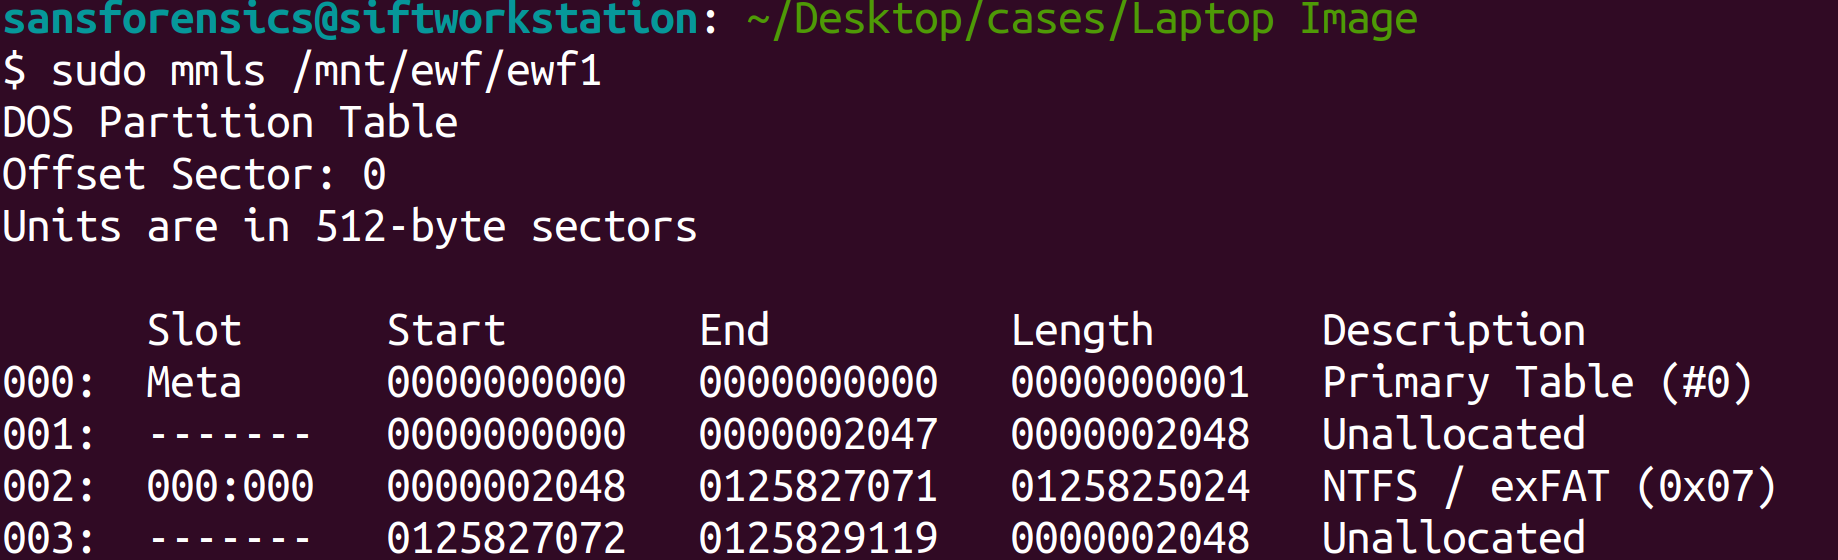 sansforensics@siftworkstation: ~/Desktop/cases/Laptop Image
$ sudo mmls /mnt/ewf/ewf1
DOS Partition Table
Offset Sector: 0
Units are in 512-byte sectors

      Slot      Start        End          Length       Description
000:  Meta      0000000000   0000000000   0000000001   Primary Table (#0)
001:  -------   0000000000   0000002047   0000002048   Unallocated
002:  000:000   0000002048   0125827071   0125825024   NTFS / exFAT (0x07)
003:  -------   0125827072   0125829119   0000002048   Unallocated